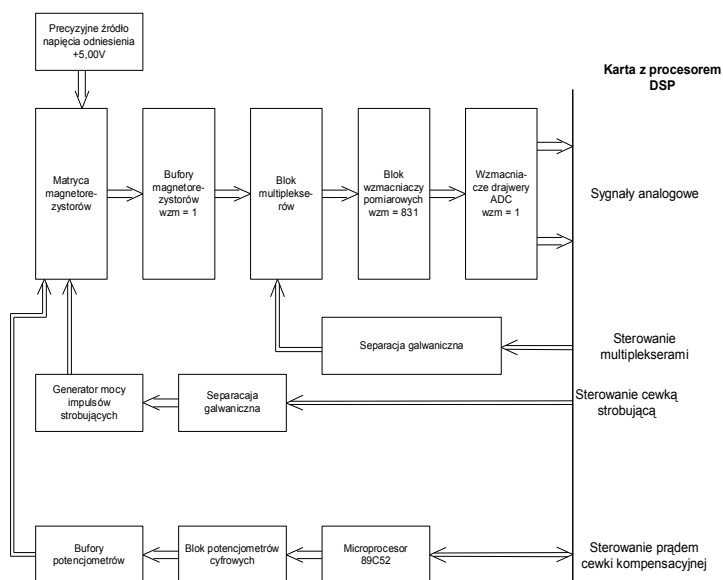 Precyzyjne źródło
napięcia odniesienia
+5,00V
Karta z procesorem
DSP
Matryca
magnetore-
zystorów
Bufory
magnetore-
zystorów
wzm = 1
Blok
multiplekse-
rów
Blok
wzmacniaczy
pomiarowych
wzm = 831
Wzmacnia-
cze drajwery
ADC
wzm = 1
Sygnały analogowe
Separacja galwaniczna
Sterowanie
multiplekserami
Generator mocy
impulsów
strobujących
Separacaja
galwaniczna
Sterowanie cewką
strobującą
Bufory
potencjometrów
Blok potencjometrów
cyfrowych
Microprocesor
89C52
Sterowanie prądem
cewki kompensacyjnej